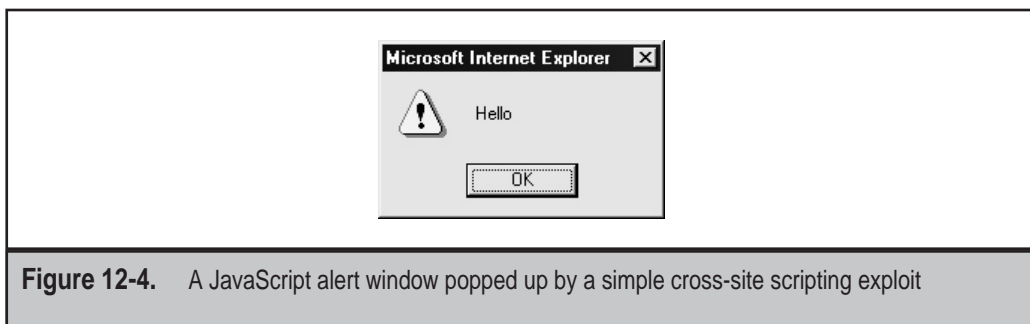 Microsoft Internet Explorer
Hello
OK
Figure 12-4. A JavaScript alert window popped up by a simple cross-site scripting exploit